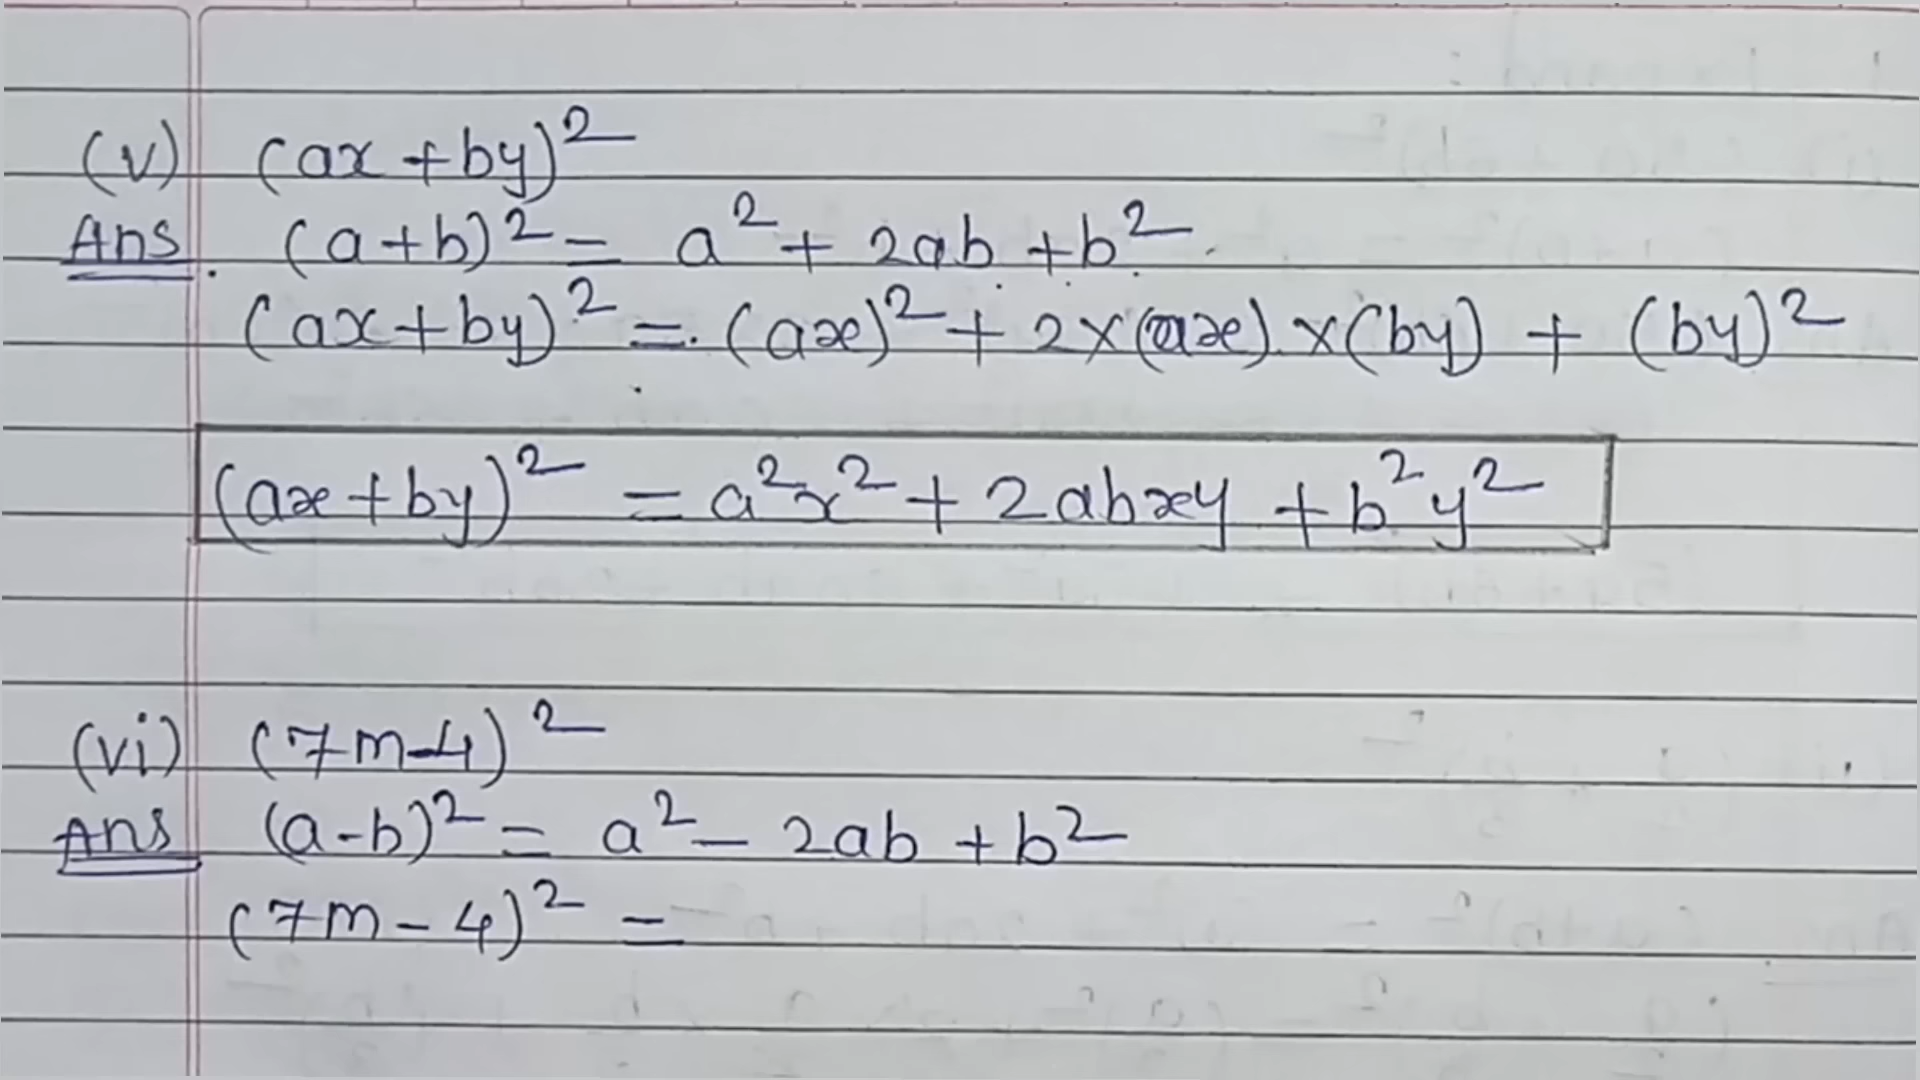 (v) (ax+by)²
Ans. (a+b)² = a² + 2ab + b²
(ax+by)² = (ax)² + 2×(ax)×(by) + (by)²
(ax+by)² = a²x² + 2abxy + b²y²
(vi) (7m-4)²
Ans (a-b)² = a² - 2ab + b²
(7m-4)² =